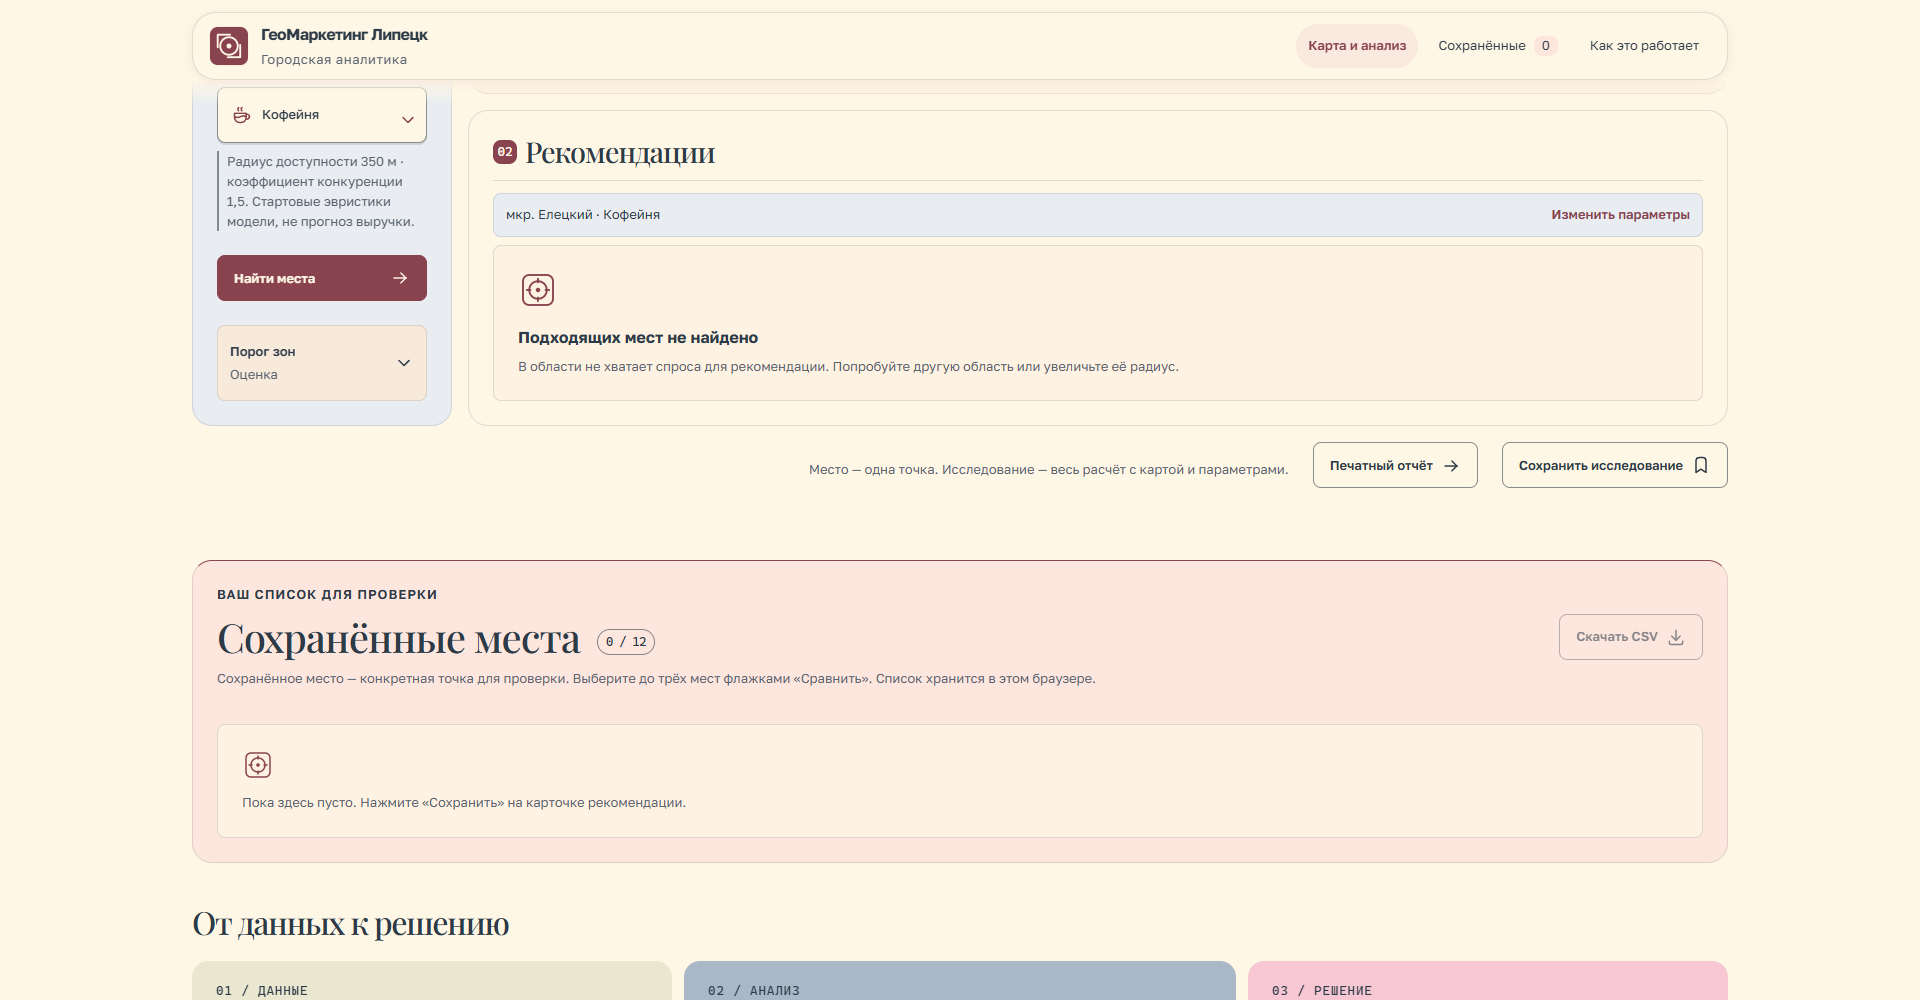 ГеоМаркетинг Липецк
Городская аналитика
Карта и анализ
Сохранённые 0
Как это работает
Кофейня
Радиус доступности 350 м ·
коэффициент конкуренции
1,5. Стартовые эвристики
модели, не прогноз выручки.
Найти места
Порог зон
Оценка
02 Рекомендации
мкр. Елецкий · Кофейня
Изменить параметры
Подходящих мест не найдено
В области не хватает спроса для рекомендации. Попробуйте другую область или увеличьте её радиус.
Место — одна точка. Исследование — весь расчёт с картой и параметрами.
Печатный отчёт
Сохранить исследование
ВАШ СПИСОК ДЛЯ ПРОВЕРКИ
Сохранённые места 0 / 12
Скачать CSV
Сохранённое место — конкретная точка для проверки. Выберите до трёх мест флажками «Сравнить». Список хранится в этом браузере.
Пока здесь пусто. Нажмите «Сохранить» на карточке рекомендации.
От данных к решению
01 / ДАННЫЕ
02 / АНАЛИЗ
03 / РЕШЕНИЕ